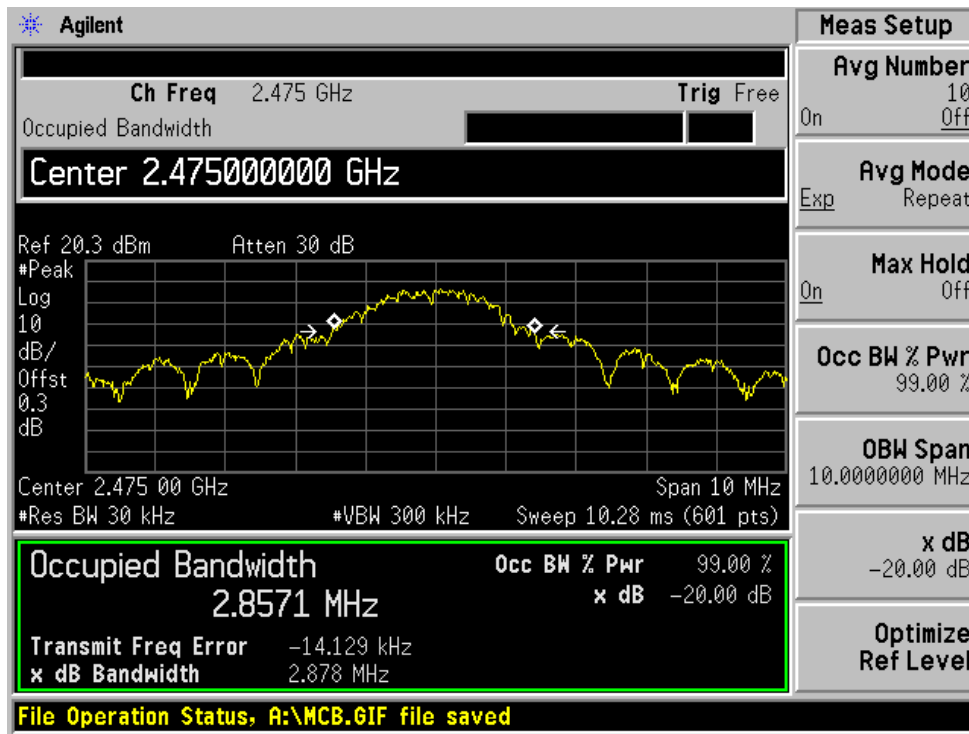 Agilent
Ch Freq 2.475 GHz Trig Free
Occupied Bandwidth
Center 2.475000000 GHz
Ref 20.3 dBm Atten 30 dB
#Peak
Log
10
dB/
Offst
0.3
dB
Center 2.475 00 GHz Span 10 MHz
#Res BW 30 kHz #VBW 300 kHz Sweep 10.28 ms (601 pts)
Occupied Bandwidth
2.8571 MHz
Occ BW % Pwr 99.00 %
x dB -20.00 dB
Transmit Freq Error -14.129 kHz
x dB Bandwidth 2.878 MHz
File Operation Status, A:\MCB.GIF file saved
Meas Setup
Avg Number
10
On Off
Avg Mode
Exp Repeat
Max Hold
On Off
Occ BW % Pwr
99.00 %
OBW Span
10.0000000 MHz
x dB
-20.00 dB
Optimize
Ref Level